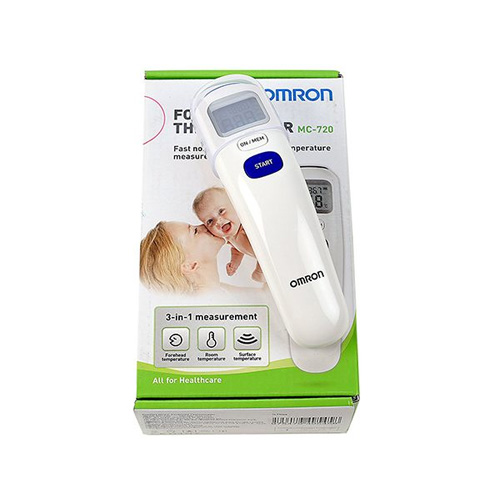 OMRON
FO
TH R MC-720
Fast no mperature
measure
ON / MEM
START
OMRON
3-in-1 measurement
Forehead temperature
Room temperature
Surface temperature
All for Healthcare